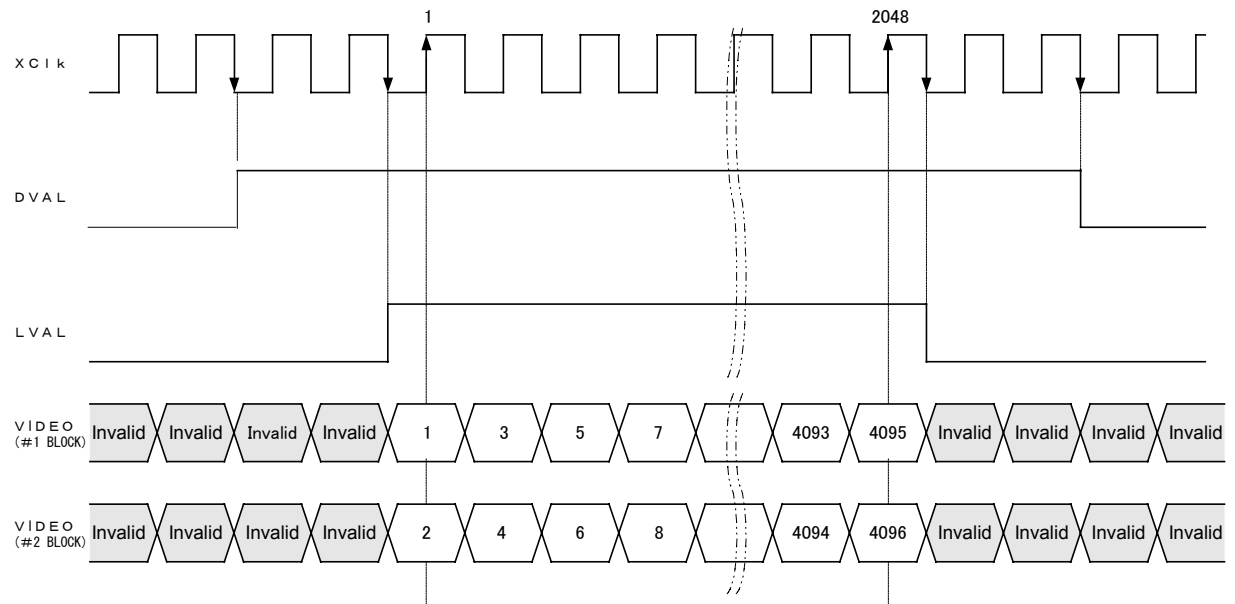 1 2048
XClk
DVAL
LVAL
VIDEO
(#1 BLOCK)
Invalid Invalid Invalid Invalid 1 3 5 7 4093 4095 Invalid Invalid Invalid Invalid
VIDEO
(#2 BLOCK)
Invalid Invalid Invalid Invalid 2 4 6 8 4094 4096 Invalid Invalid Invalid Invalid